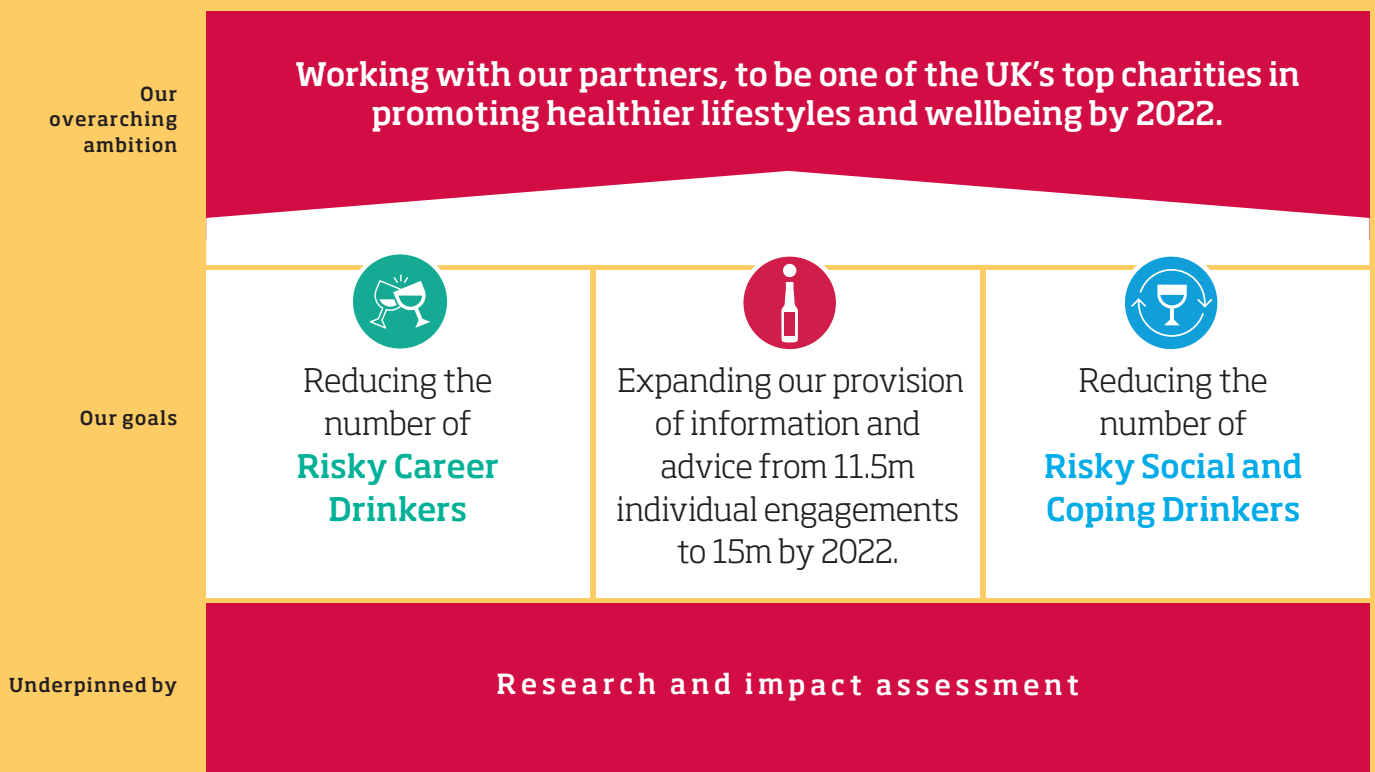 Our
overarching
ambition
Working with our partners, to be one of the UK's top charities in
promoting healthier lifestyles and wellbeing by 2022.
Our goals
Reducing the
number of
Risky Career
Drinkers
Expanding our provision
of information and
advice from 11.5m
individual engagements
to 15m by 2022.
Reducing the
number of
Risky Social and
Coping Drinkers
Underpinned by
Research and impact assessment